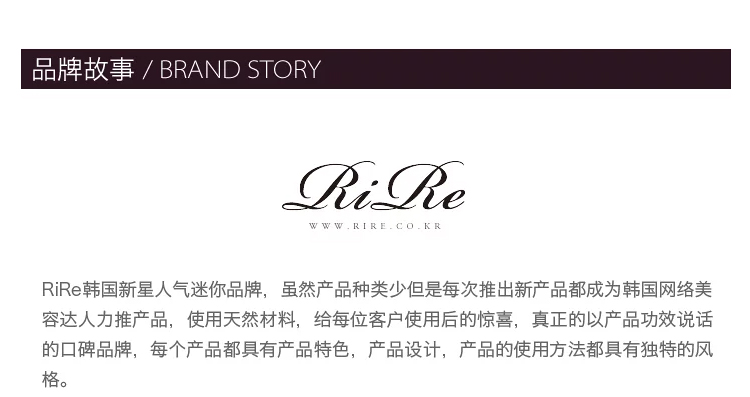 品牌故事 / BRAND STORY
RiRe
WWW.RIRE.CO.KR
RiRe韩国新星人气迷你品牌，虽然产品种类少但是每次推出新产品都成为韩国网络美
容达人力推产品，使用天然材料，给每位客户使用后的惊喜，真正的以产品功效说话
的口碑品牌，每个产品都具有产品特色，产品设计，产品的使用方法都具有独特的风
格。